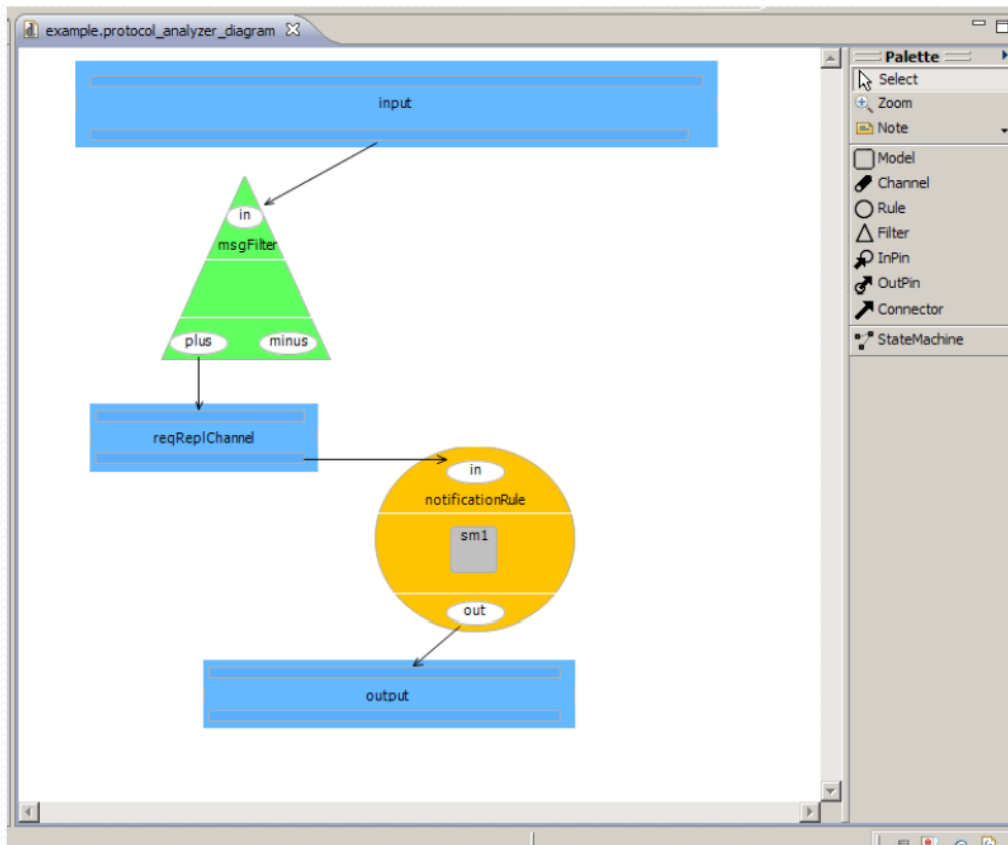 example.protocol_analyzer_diagram
input
in
msgFilter
plus
minus
reqReplChannel
in
notificationRule
sm1
out
output
Palette
Select
Zoom
Note
Model
Channel
Rule
Filter
InPin
OutPin
Connector
StateMachine